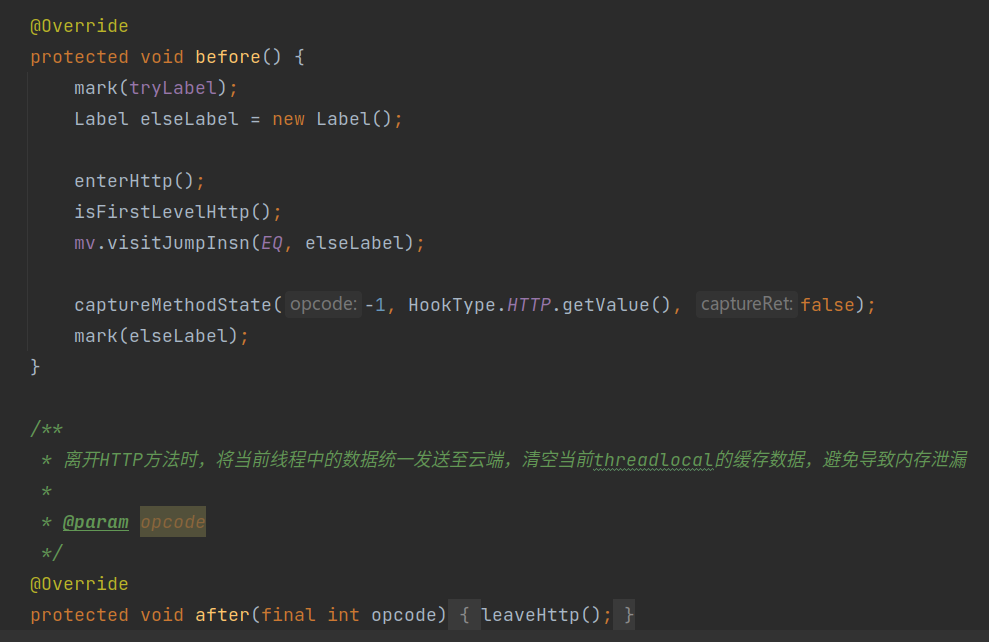 @Override
protected void before() {
mark(tryLabel);
Label elseLabel = new Label();
enterHttp();
isFirstLevelHttp();
mv.visitJumpInsn(EQ, elseLabel);
captureMethodState( opcode: -1, HookType.HTTP.getValue(), captureRet: false);
mark(elseLabel);
}
/**
* 离开HTTP方法时，将当前线程中的数据统一发送至云端，清空当前threadlocal的缓存数据，避免导致内存泄漏
*
* @param opcode
*/
@Override
protected void after(final int opcode) { leaveHttp(); }